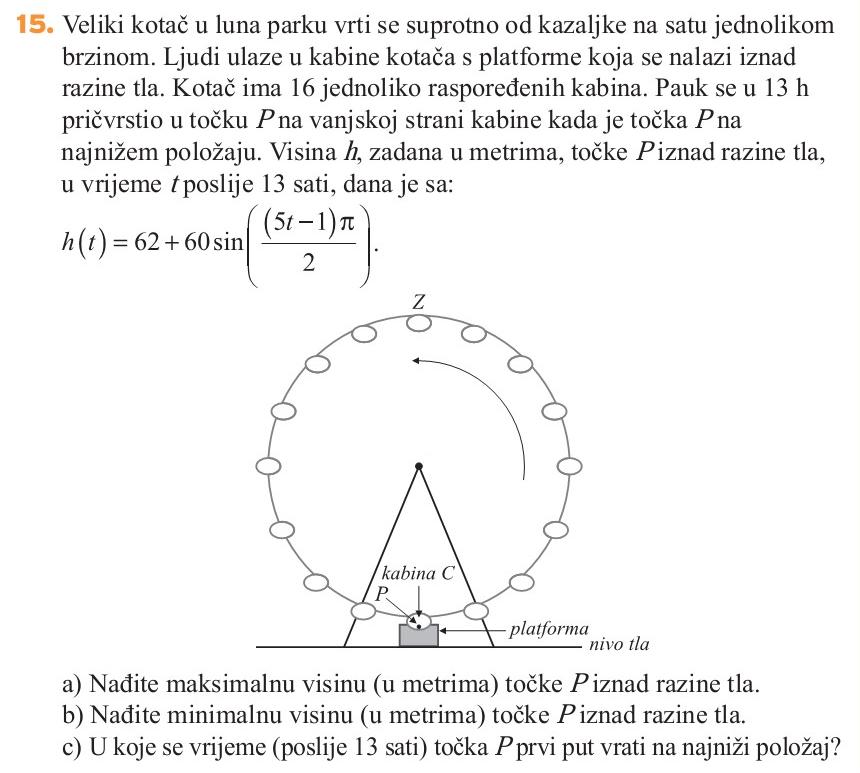 15. Veliki kotač u luna parku vrti se suprotno od kazaljke na satu jednolikom
brzinom. Ljudi ulaze u kabine kotača s platforme koja se nalazi iznad
razine tla. Kotač ima 16 jednoliko raspoređenih kabina. Pauk se u 13 h
pričvrstio u točku P na vanjskoj strani kabine kada je točka P na
najnižem položaju. Visina h, zadana u metrima, točke P iznad razine tla,
u vrijeme t poslije 13 sati, dana je sa:
h(t) = 62 + 60 sin( (5t − 1) π / 2 ).
Z
kabina C
P
platforma
nivo tla
a) Nađite maksimalnu visinu (u metrima) točke P iznad razine tla.
b) Nađite minimalnu visinu (u metrima) točke P iznad razine tla.
c) U koje se vrijeme (poslije 13 sati) točka P prvi put vrati na najniži položaj?